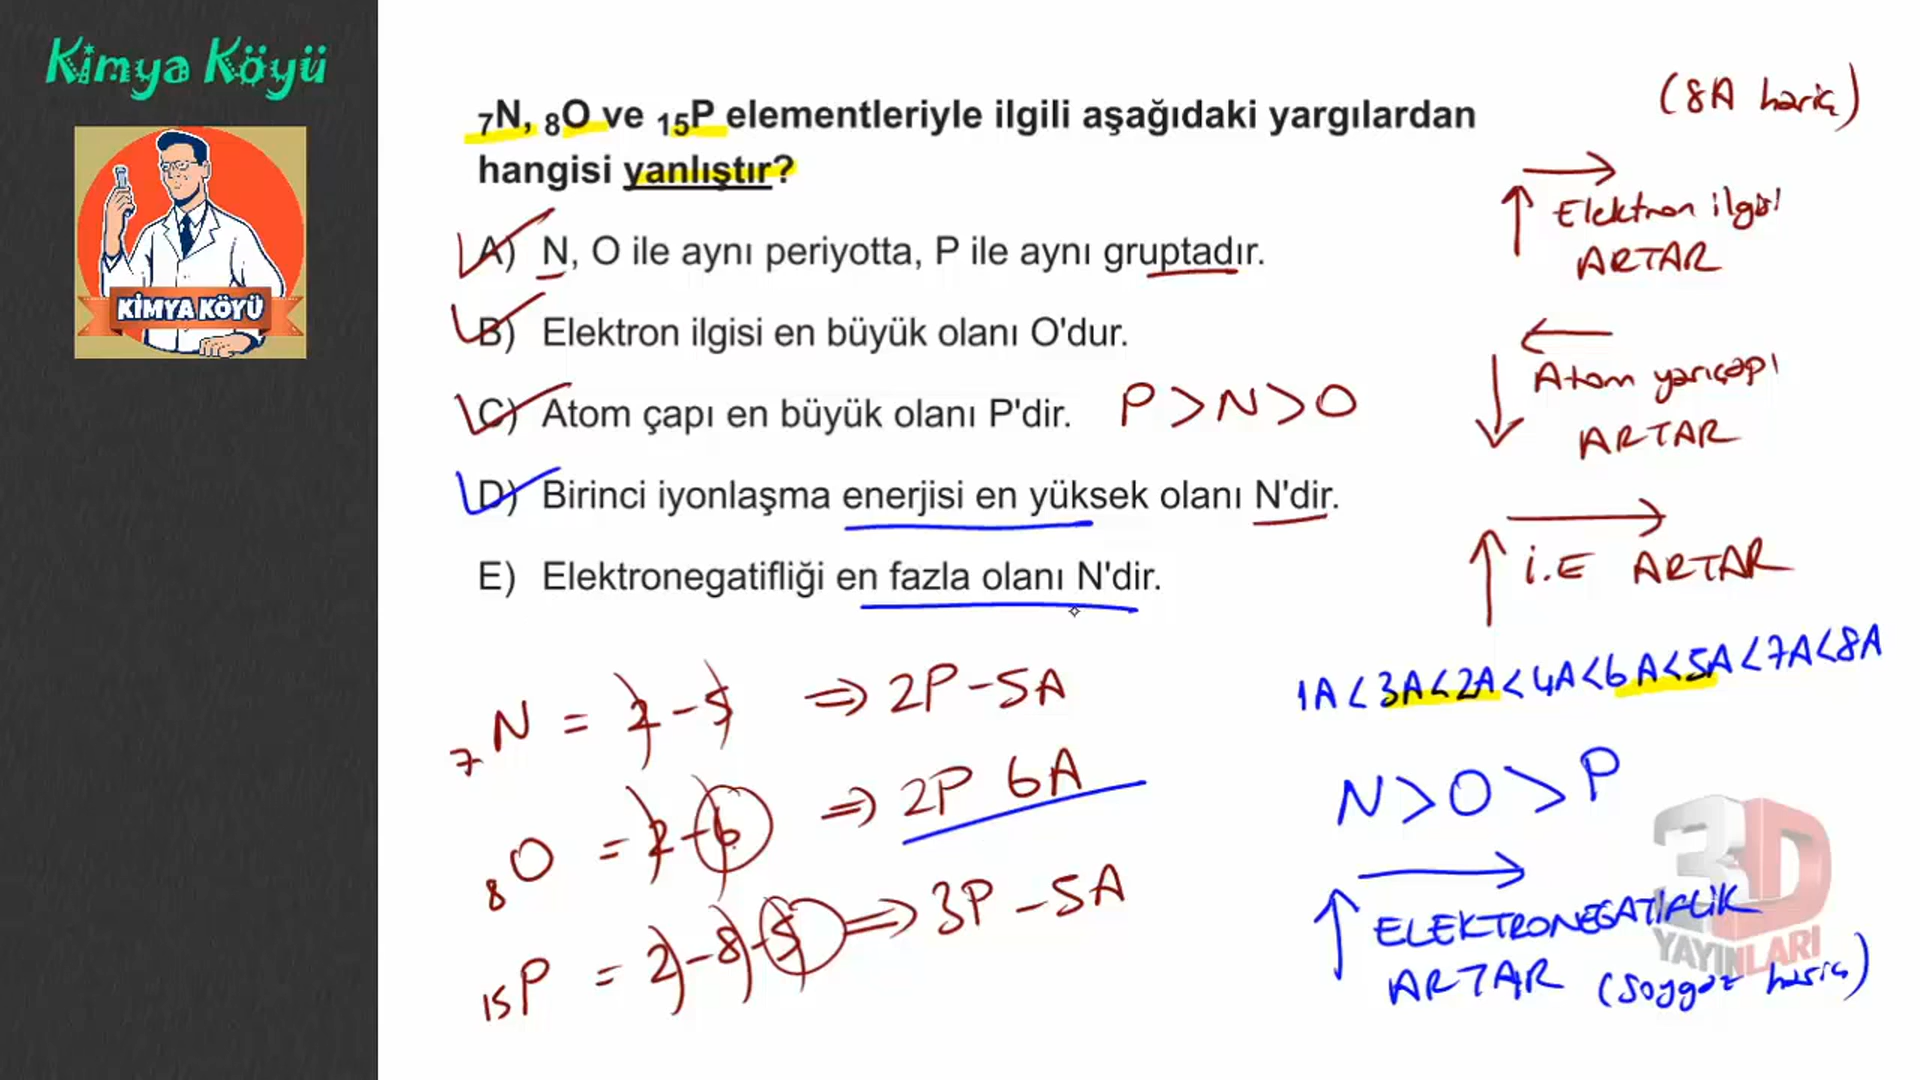 Kimya Köyü
KİMYA KÖYÜ
₇N, ₈O ve ₁₅P elementleriyle ilgili aşağıdaki yargılardan
hangisi yanlıştır?
A) N, O ile aynı periyotta, P ile aynı gruptadır.
B) Elektron ilgisi en büyük olanı O'dur.
C) Atom çapı en büyük olanı P'dir. P > N > O
D) Birinci iyonlaşma enerjisi en yüksek olanı N'dir.
E) Elektronegatifliği en fazla olanı N'dir.
₇N = 2 - 5 ⇒ 2P - 5A
₈O = 2 - 6 ⇒ 2P 6A
₁₅P = 2 - 8 - 5 ⇒ 3P - 5A
(8A hariç)
→
↑ Elektron ilgisi
ARTAR
←
↓ Atom yarıçapı
ARTAR
→
↑ İ.E ARTAR
1A < 3A < 2A < 4A < 6A < 5A < 7A < 8A
N > O > P
→
↑ ELEKTRONEGATİFLİK
ARTAR (Soygaz hariç)
3D
YAYINLARI